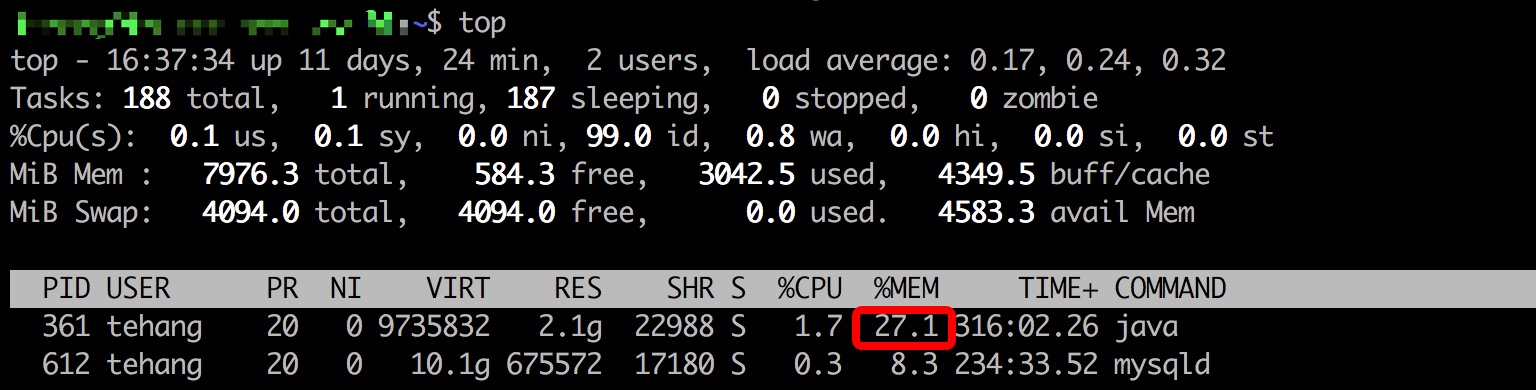 :~$ top
top - 16:37:34 up 11 days, 24 min,  2 users,  load average: 0.17, 0.24, 0.32
Tasks: 188 total,   1 running, 187 sleeping,   0 stopped,   0 zombie
%Cpu(s):  0.1 us,  0.1 sy,  0.0 ni, 99.0 id,  0.8 wa,  0.0 hi,  0.0 si,  0.0 st
MiB Mem :   7976.3 total,    584.3 free,   3042.5 used,   4349.5 buff/cache
MiB Swap:   4094.0 total,   4094.0 free,      0.0 used.   4583.3 avail Mem
PID USER      PR  NI    VIRT    RES    SHR S  %CPU  %MEM     TIME+ COMMAND
361 tehang    20   0 9735832   2.1g  22988 S   1.7  27.1 316:02.26 java
612 tehang    20   0   10.1g 675572  17180 S   0.3   8.3 234:33.52 mysqld